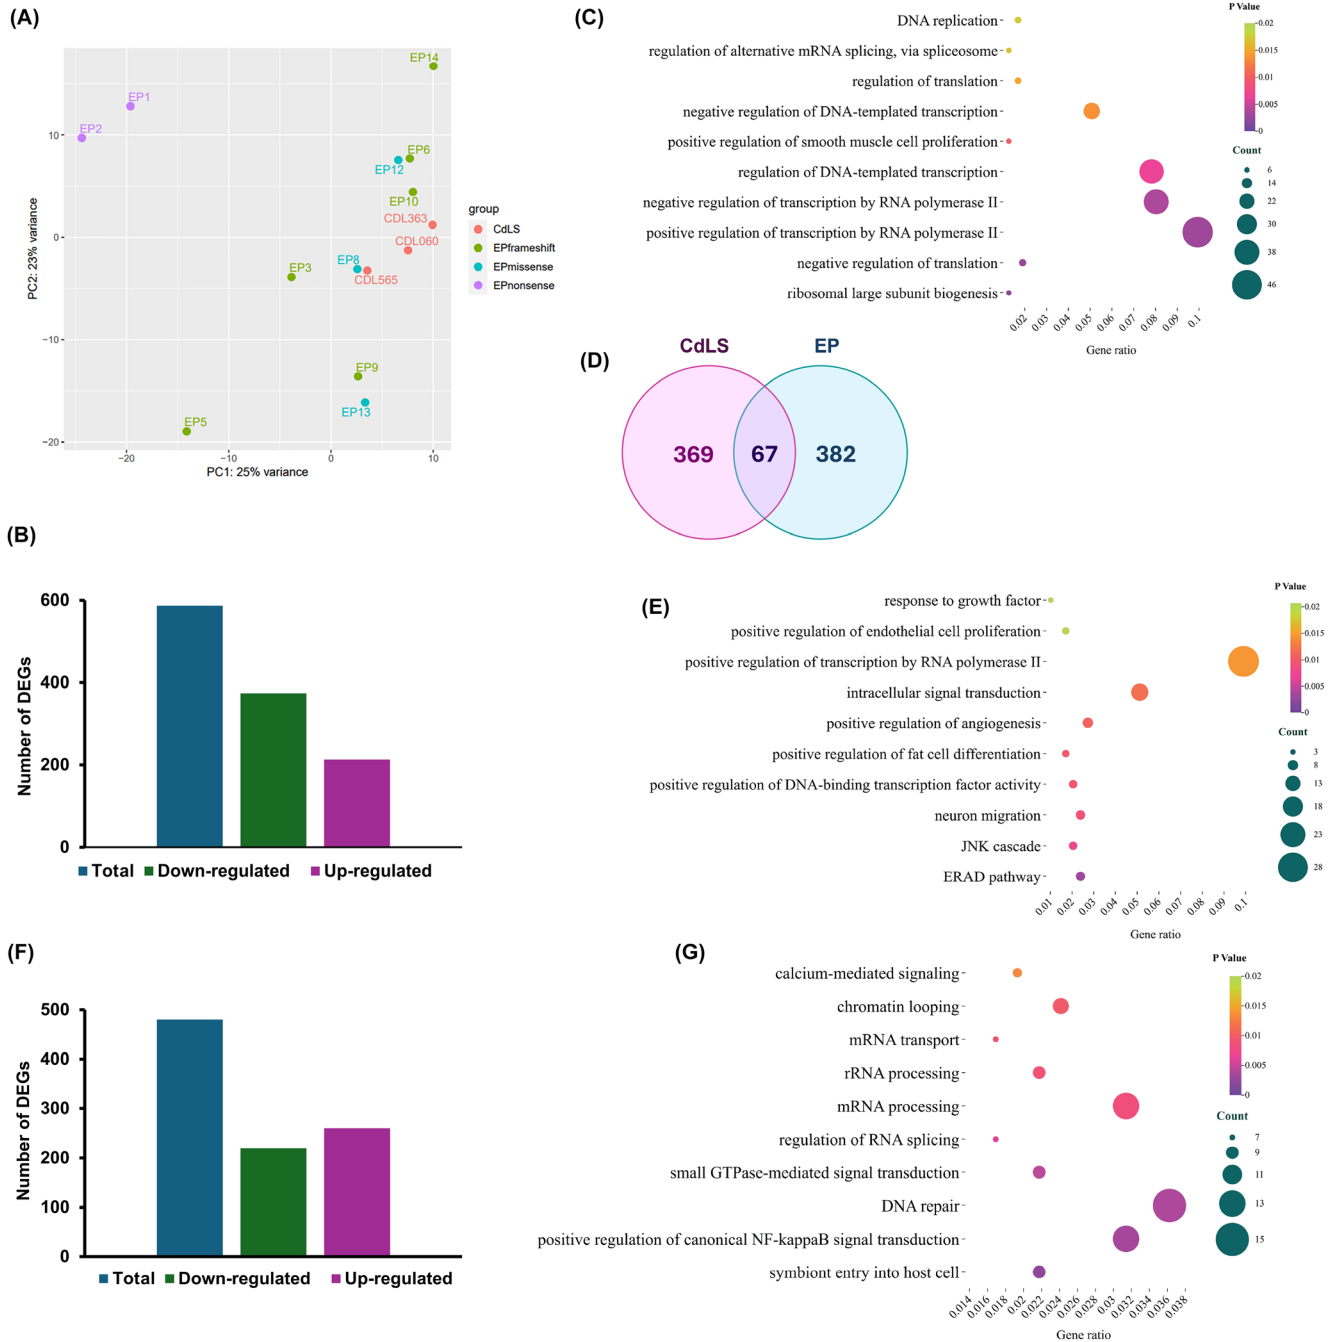 (A)
EP14
EP1
EP2
EP6
EP12
EP10
CDL363
CDL060
EP8
CDL565
EP3
EP9
EP13
EP5
10
0
−10
−20
−20
−10
0
10
PC2: 23% variance
PC1: 25% variance
group
CdLS
EPframeshift
EPmissense
EPnonsense
(C)
DNA replication
regulation of alternative mRNA splicing, via spliceosome
regulation of translation
negative regulation of DNA-templated transcription
positive regulation of smooth muscle cell proliferation
regulation of DNA-templated transcription
negative regulation of transcription by RNA polymerase II
positive regulation of transcription by RNA polymerase II
negative regulation of translation
ribosomal large subunit biogenesis
0.02
0.03
0.04
0.05
0.06
0.07
0.08
0.09
0.1
Gene ratio
P Value
0.02
0.015
0.01
0.005
0
Count
6
14
22
30
38
46
(D)
CdLS
EP
369
67
382
(B)
600
400
200
0
Number of DEGs
Total
Down-regulated
Up-regulated
(E)
response to growth factor
positive regulation of endothelial cell proliferation
positive regulation of transcription by RNA polymerase II
intracellular signal transduction
positive regulation of angiogenesis
positive regulation of fat cell differentiation
positive regulation of DNA-binding transcription factor activity
neuron migration
JNK cascade
ERAD pathway
0.01
0.02
0.03
0.04
0.05
0.06
0.07
0.08
0.09
0.1
Gene ratio
P Value
0.02
0.015
0.01
0.005
0
Count
3
8
13
18
23
28
(F)
500
400
300
200
100
0
Number of DEGs
Total
Down-regulated
Up-regulated
(G)
calcium-mediated signaling
chromatin looping
mRNA transport
rRNA processing
mRNA processing
regulation of RNA splicing
small GTPase-mediated signal transduction
DNA repair
positive regulation of canonical NF-kappaB signal transduction
symbiont entry into host cell
0.014
0.016
0.018
0.02
0.022
0.024
0.026
0.028
0.03
0.032
0.034
0.036
0.038
Gene ratio
P Value
0.02
0.015
0.01
0.005
0
Count
7
9
11
13
15